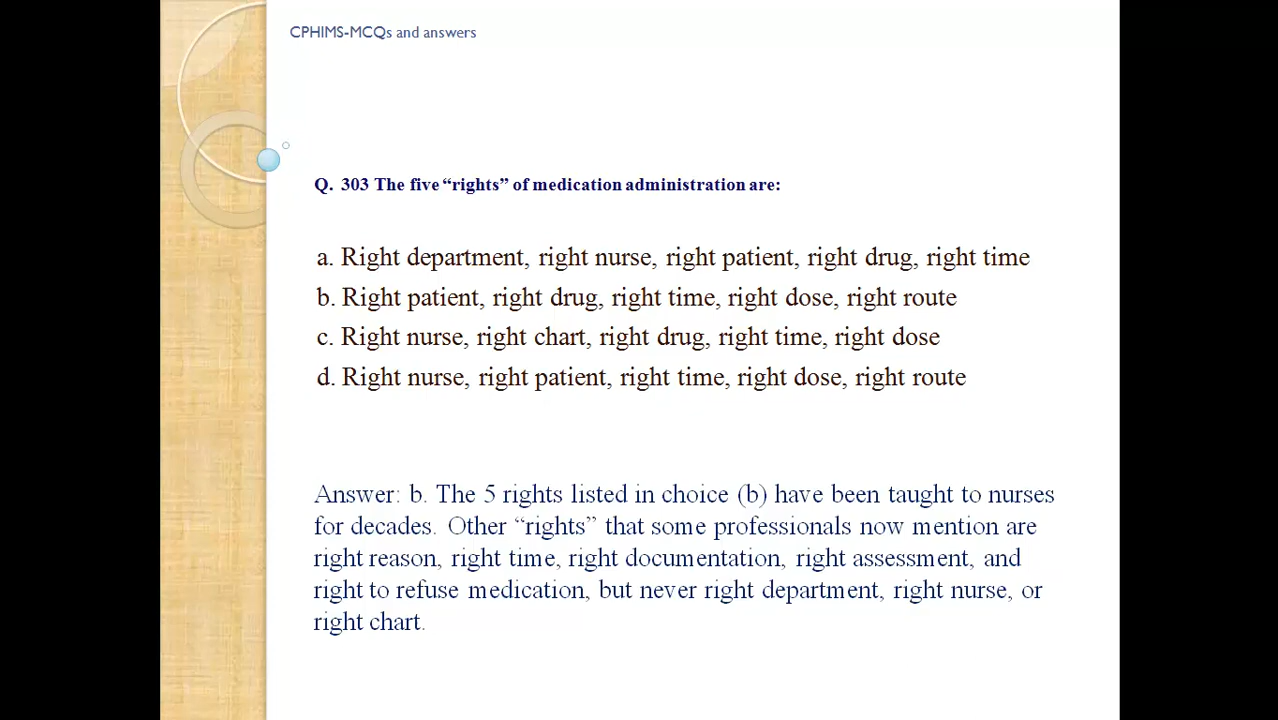 CPHIMS-MCQs and answers
Q. 303 The five “rights” of medication administration are:
a. Right department, right nurse, right patient, right drug, right time
b. Right patient, right drug, right time, right dose, right route
c. Right nurse, right chart, right drug, right time, right dose
d. Right nurse, right patient, right time, right dose, right route
Answer: b. The 5 rights listed in choice (b) have been taught to nurses
for decades. Other “rights” that some professionals now mention are
right reason, right time, right documentation, right assessment, and
right to refuse medication, but never right department, right nurse, or
right chart.